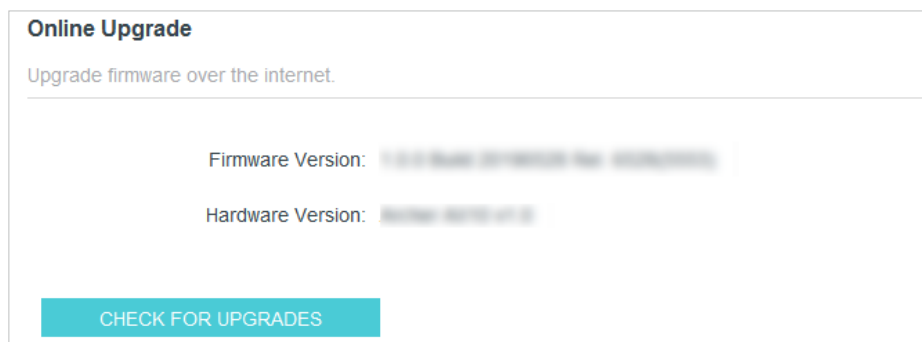 Online Upgrade
Upgrade firmware over the internet.
Firmware Version:
Hardware Version:
CHECK FOR UPGRADES